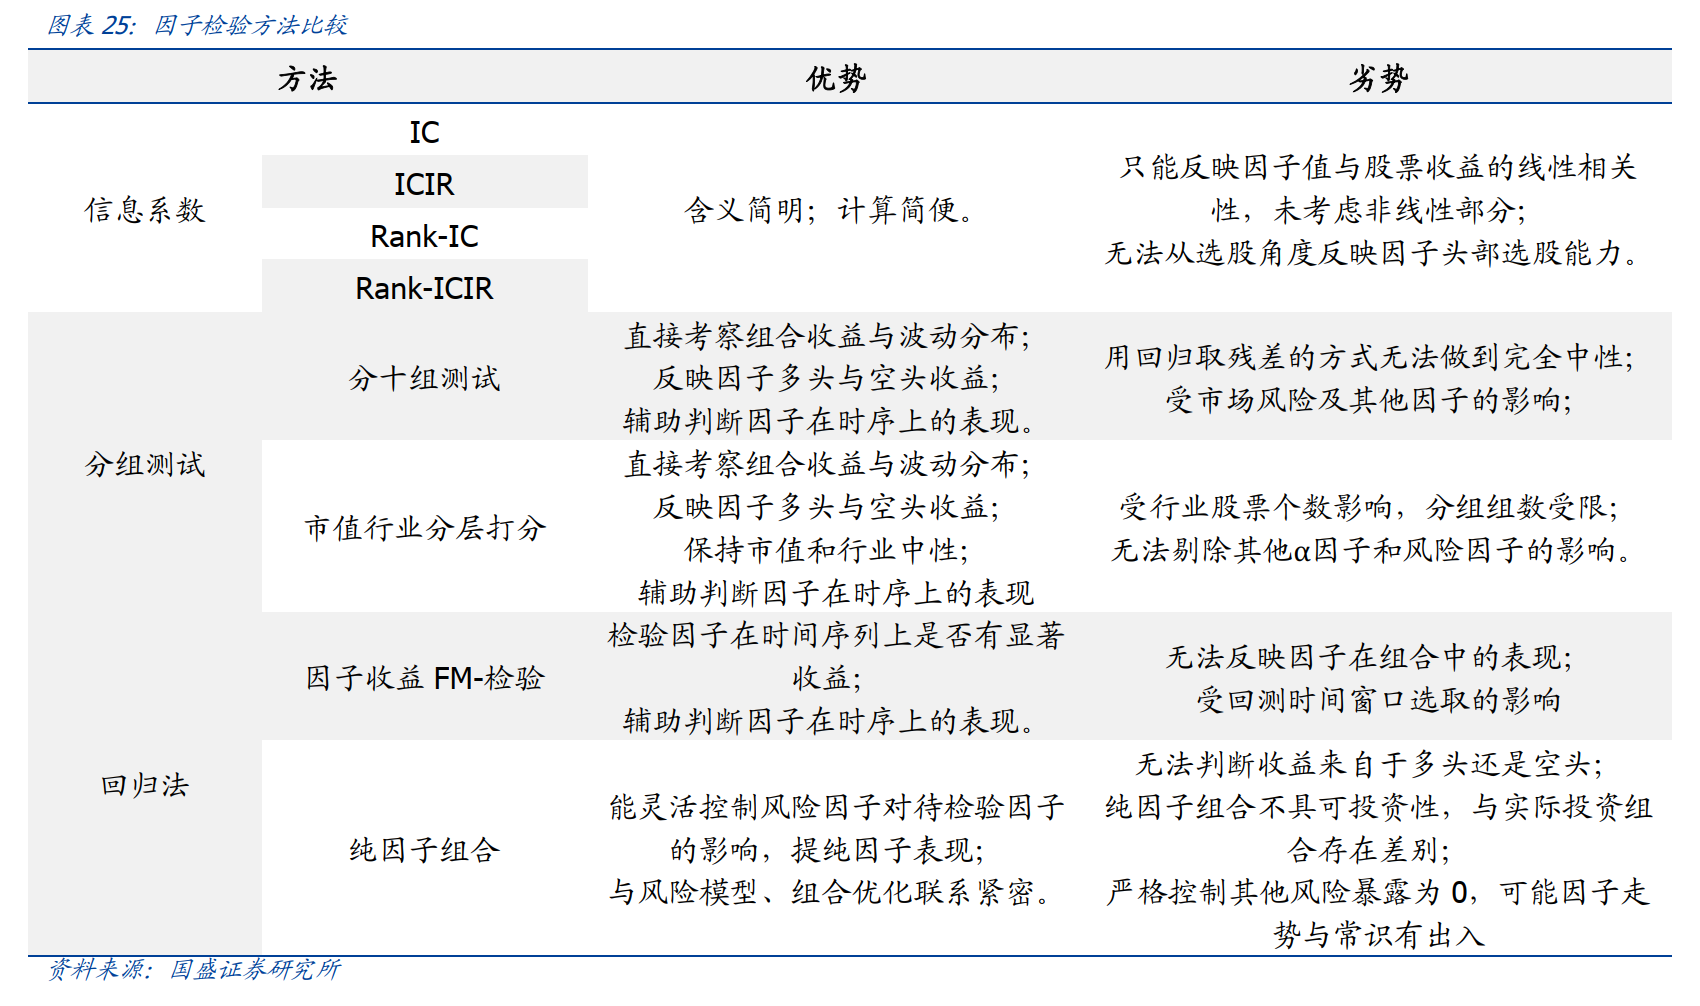 图表 25：因子检验方法比较
方法 优势 劣势
信息系数
IC
ICIR
Rank-IC
Rank-ICIR
含义简明；计算简便。
只能反映因子值与股票收益的线性相关
性，未考虑非线性部分；
无法从选股角度反映因子头部选股能力。
分组测试
分十组测试
直接考察组合收益与波动分布；
反映因子多头与空头收益；
辅助判断因子在时序上的表现。
用回归取残差的方式无法做到完全中性；
受市场风险及其他因子的影响；
市值行业分层打分
直接考察组合收益与波动分布；
反映因子多头与空头收益；
保持市值和行业中性；
辅助判断因子在时序上的表现
受行业股票个数影响，分组组数受限；
无法剔除其他α因子和风险因子的影响。
回归法
因子收益 FM-检验
检验因子在时间序列上是否有显著
收益；
辅助判断因子在时序上的表现。
无法反映因子在组合中的表现；
受回测时间窗口选取的影响
纯因子组合
能灵活控制风险因子对待检验因子
的影响，提纯因子表现；
与风险模型、组合优化联系紧密。
无法判断收益来自于多头还是空头；
纯因子组合不具可投资性，与实际投资组
合存在差别；
严格控制其他风险暴露为 0，可能因子走
势与常识有出入
资料来源：国盛证券研究所